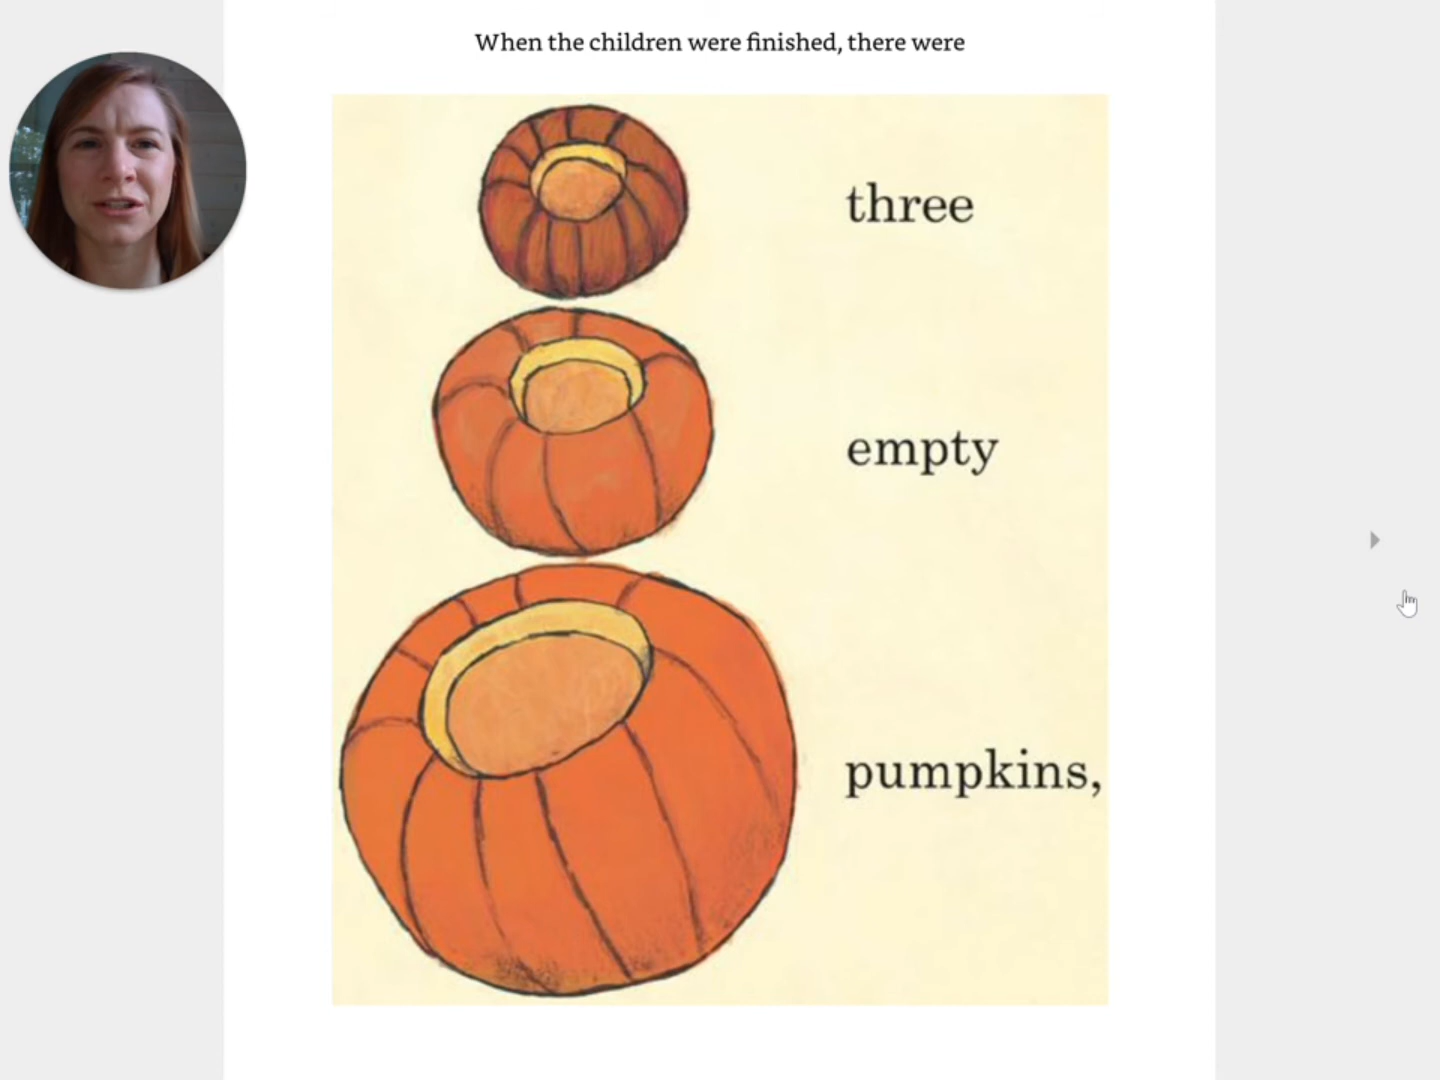 When the children were finished, there were
three
empty
pumpkins,